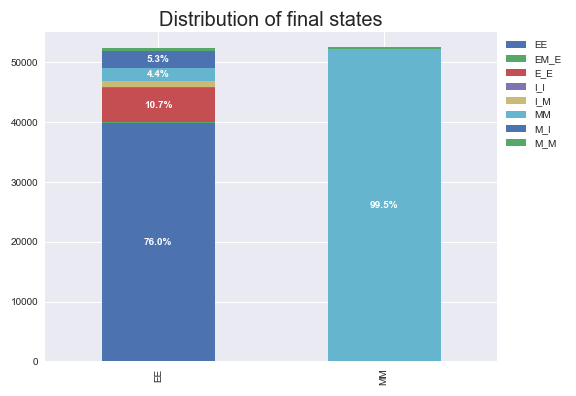 Distribution of final states
50000
40000
30000
20000
10000
0
5.3%
4.4%
10.7%
76.0%
99.5%
EE
MM
EE
EM_E
E_E
I_I
I_M
MM
M_I
M_M